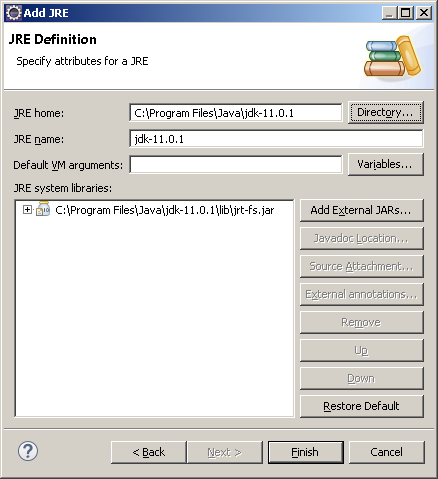 Add JRE
JRE Definition
Specify attributes for a JRE
JRE home:
C:\Program Files\Java\jdk-11.0.1
Directory...
JRE name:
jdk-11.0.1
Default VM arguments:
Variables...
JRE system libraries:
C:\Program Files\Java\jdk-11.0.1\lib\jrt-fs.jar
Add External JARs...
Javadoc Location...
Source Attachment...
External annotations...
Remove
Up
Down
Restore Default
?
< Back
Next >
Finish
Cancel